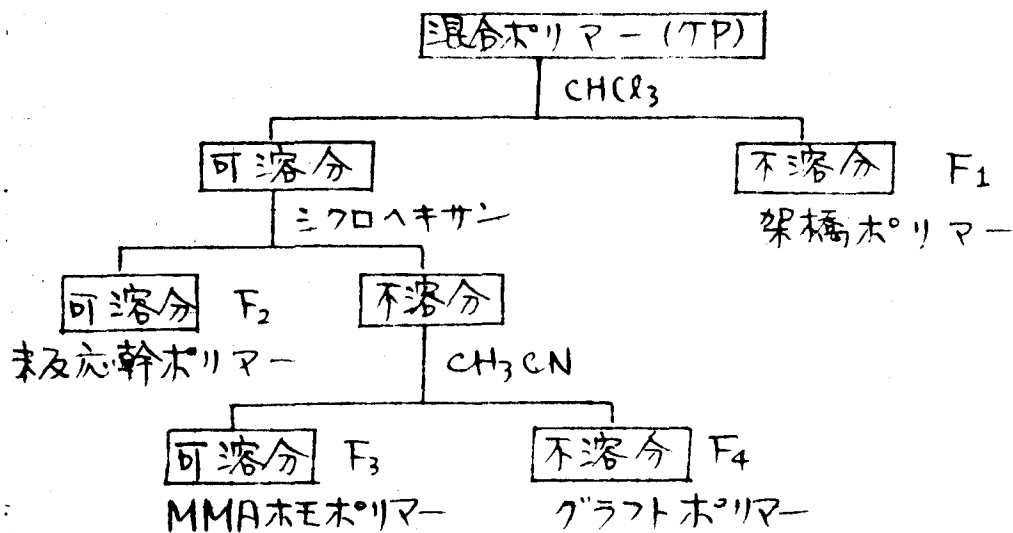 混合ポリマー(TP)
CHCl3
可溶分
不溶分 F1
架橋ポリマー
シクロヘキサン
可溶分 F2
不溶分
未反応幹ポリマー
CH3CN
可溶分 F3
不溶分 F4
MMAホモポリマー
グラフトポリマー